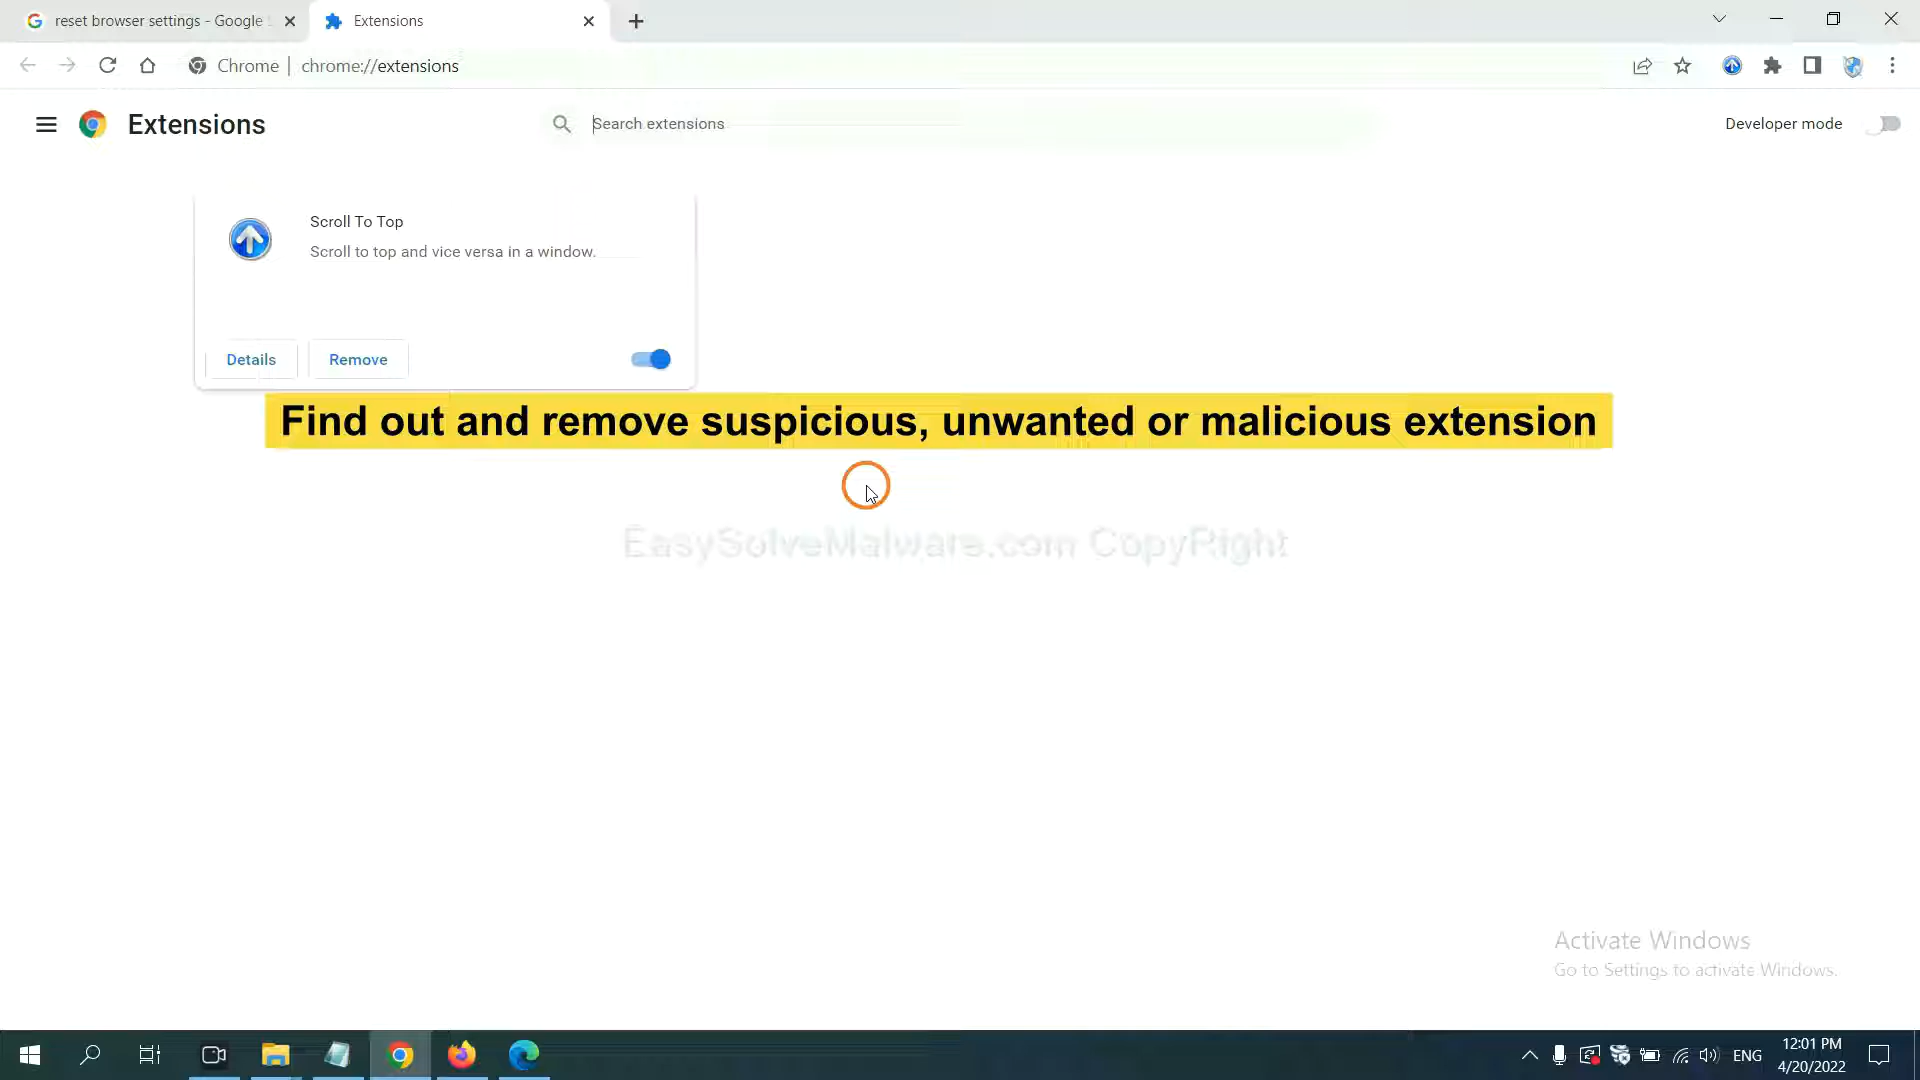 reset browser settings - Google
Extensions
Chrome
chrome://extensions
Extensions
Search extensions
Developer mode
Scroll To Top
Scroll to top and vice versa in a window.
Details
Remove
Find out and remove suspicious, unwanted or malicious extension
EasySolveMalware.com CopyRight
Activate Windows
Go to Settings to activate Windows.
ENG
12:01 PM
4/20/2022